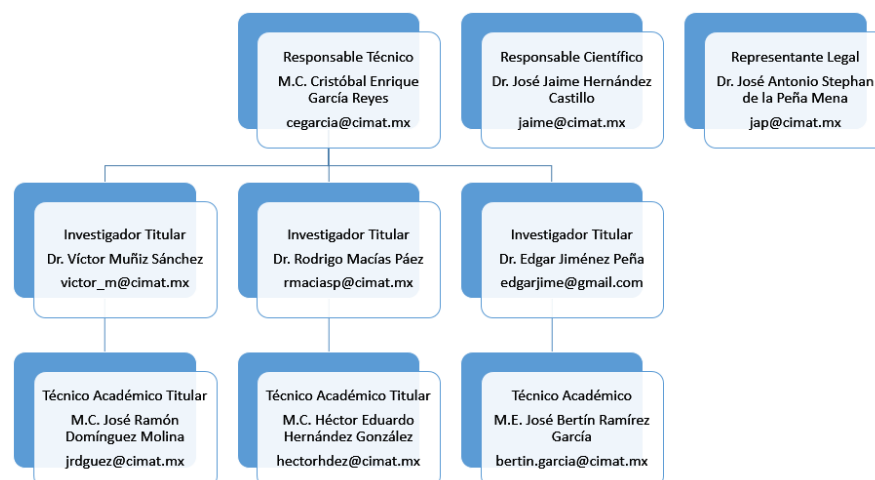 Responsable Técnico
M.C. Cristóbal Enrique
García Reyes
cegarcia@cimat.mx
Responsable Científico
Dr. José Jaime Hernández
Castillo
jaime@cimat.mx
Representante Legal
Dr. José Antonio Stephan
de la Peña Mena
jap@cimat.mx
Investigador Titular
Dr. Víctor Muñiz Sánchez
victor_m@cimat.mx
Investigador Titular
Dr. Rodrigo Macías Páez
rmaciasp@cimat.mx
Investigador Titular
Dr. Edgar Jiménez Peña
edgarjime@gmail.com
Técnico Académico Titular
M.C. José Ramón
Domínguez Molina
jrdguez@cimat.mx
Técnico Académico Titular
M.C. Héctor Eduardo
Hernández González
hectorhdez@cimat.mx
Técnico Académico
M.E. José Bertín Ramírez
García
bertin.garcia@cimat.mx